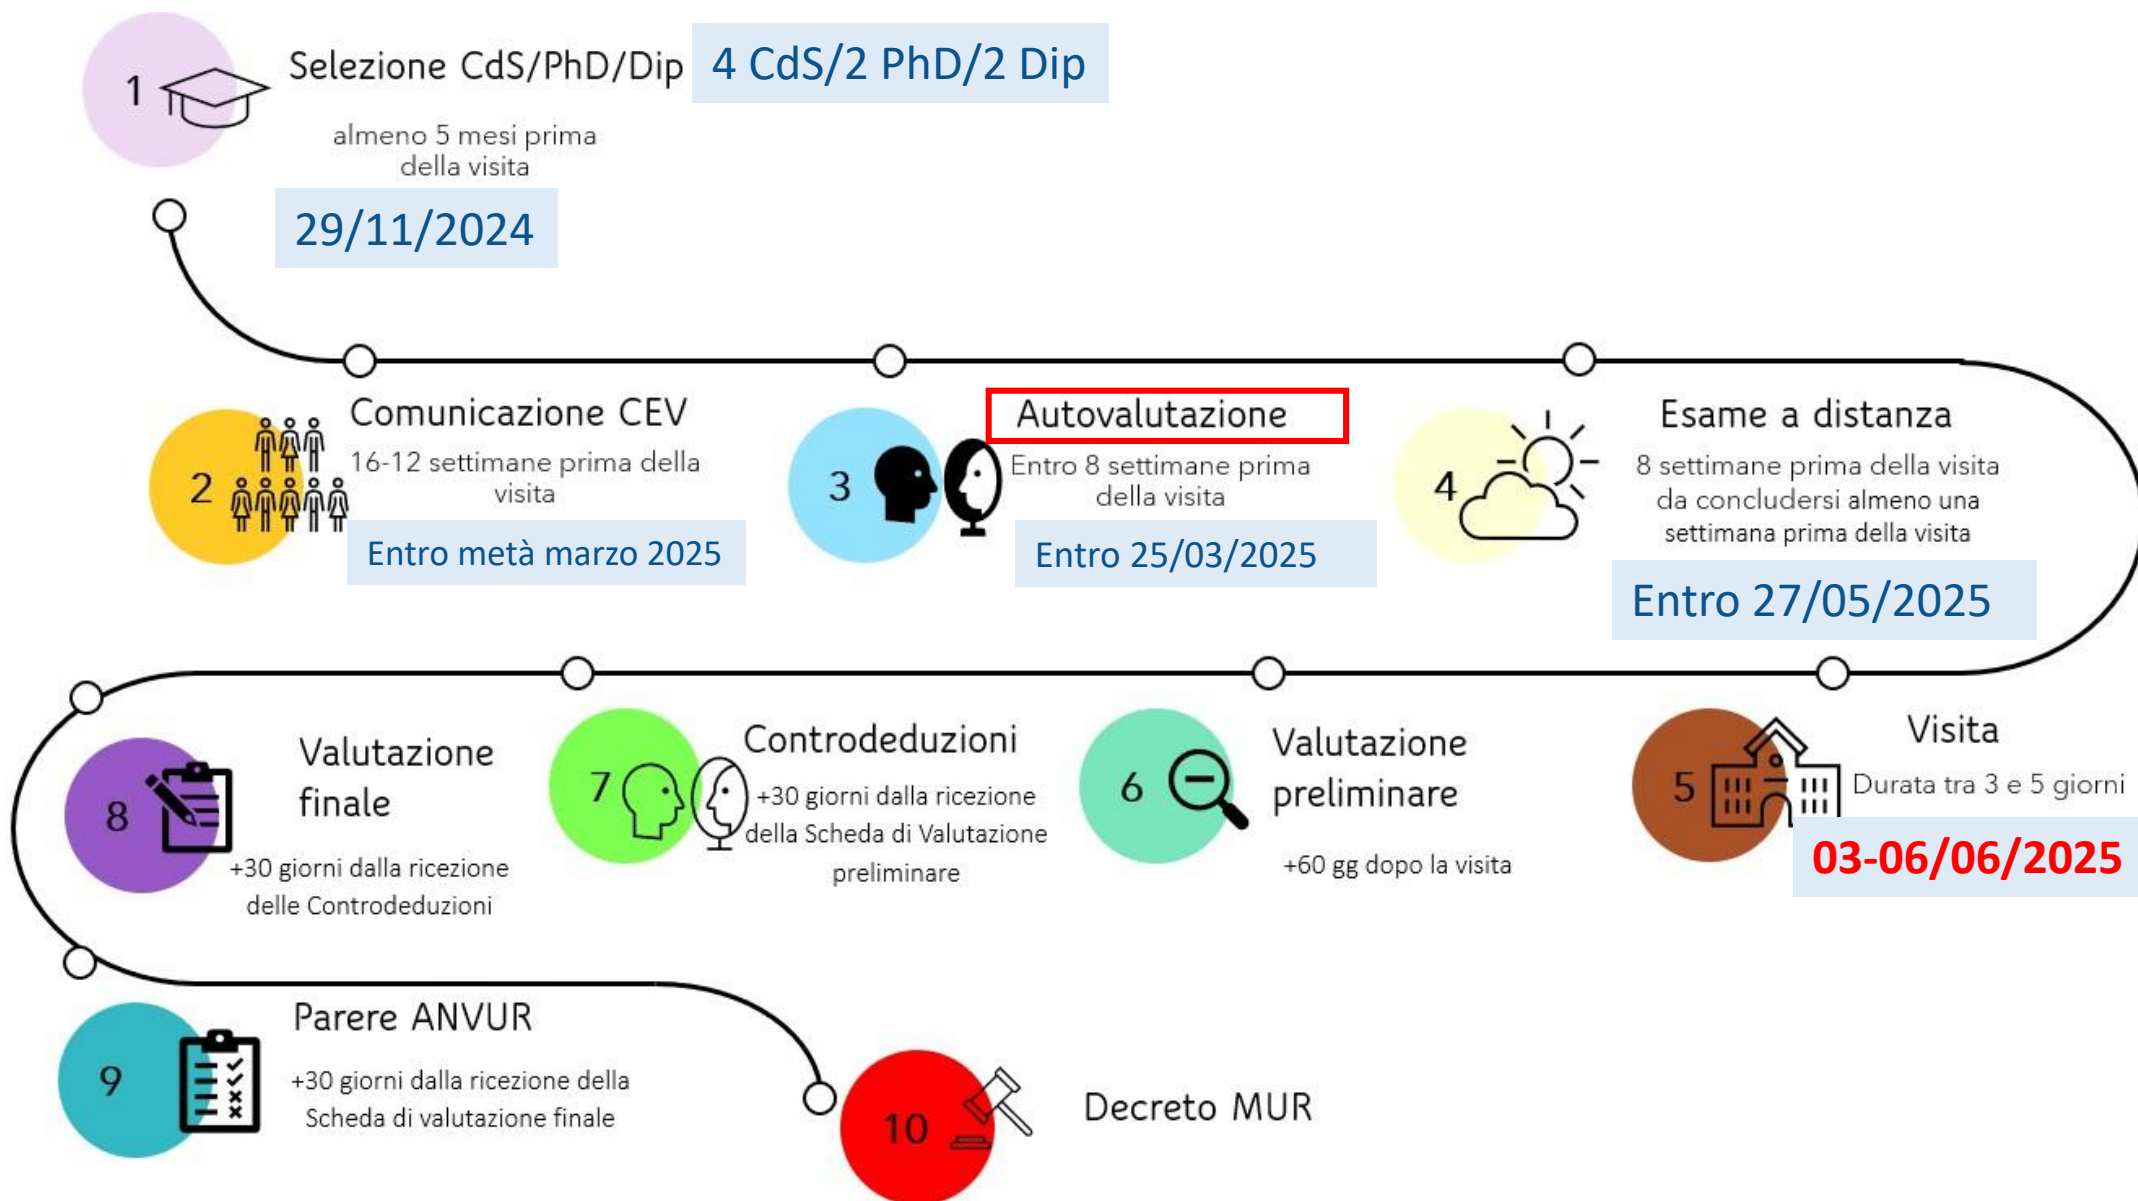 1
Selezione CdS/PhD/Dip
4 CdS/2 PhD/2 Dip
almeno 5 mesi prima
della visita
29/11/2024
2
Comunicazione CEV
16-12 settimane prima della
visita
Entro metà marzo 2025
3
Autovalutazione
Entro 8 settimane prima
della visita
Entro 25/03/2025
4
Esame a distanza
8 settimane prima della visita
da concludersi almeno una
settimana prima della visita
Entro 27/05/2025
5
Visita
Durata tra 3 e 5 giorni
03-06/06/2025
6
Valutazione
preliminare
+60 gg dopo la visita
7
Controdeduzioni
+30 giorni dalla ricezione
della Scheda di Valutazione
preliminare
8
Valutazione
finale
+30 giorni dalla ricezione
delle Controdeduzioni
9
Parere ANVUR
+30 giorni dalla ricezione della
Scheda di valutazione finale
10
Decreto MUR